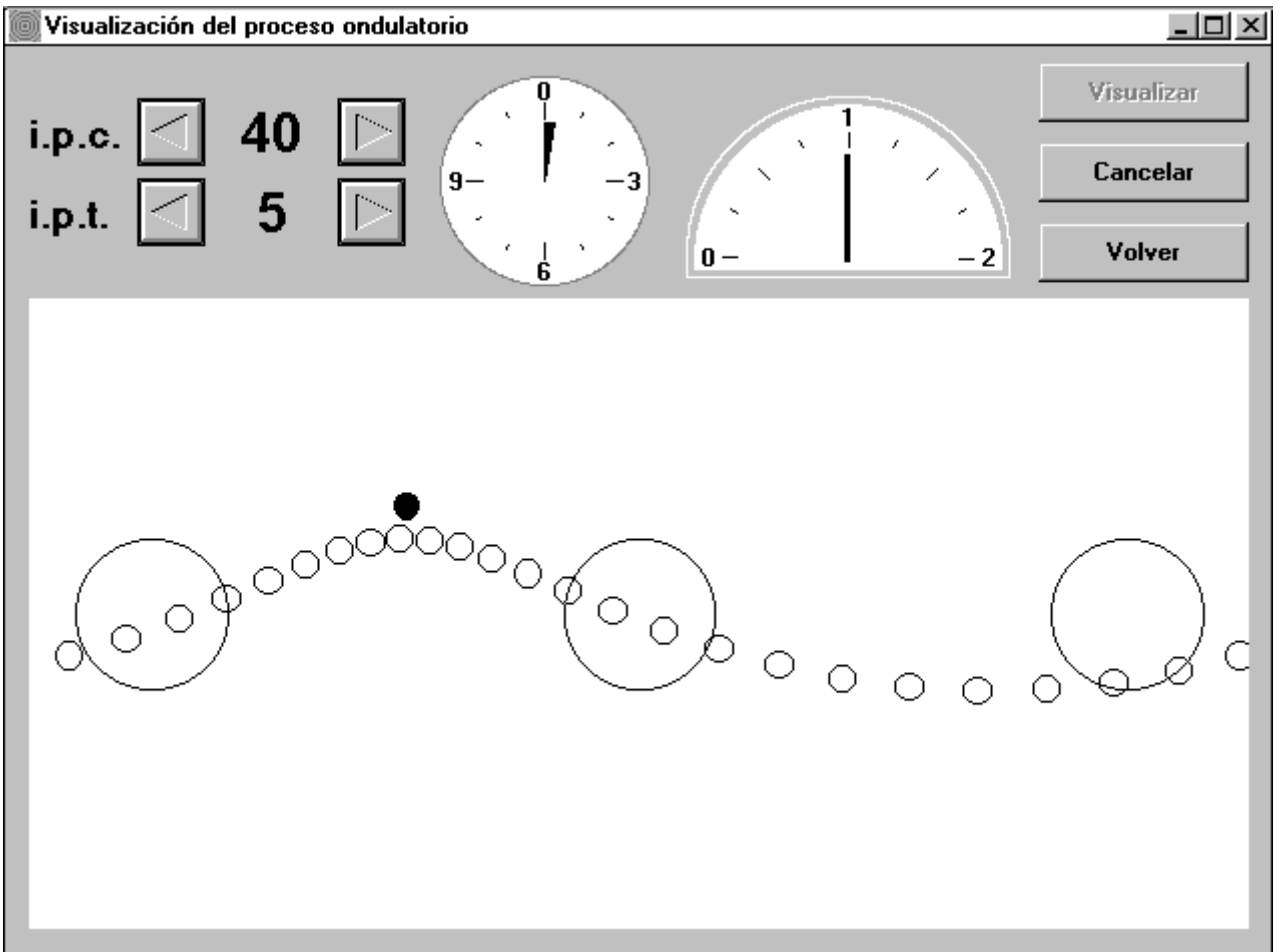 Visualización del proceso ondulatorio
i.p.c. 40
i.p.t. 5
0
3
6
9
0
1
2
Visualizar
Cancelar
Volver